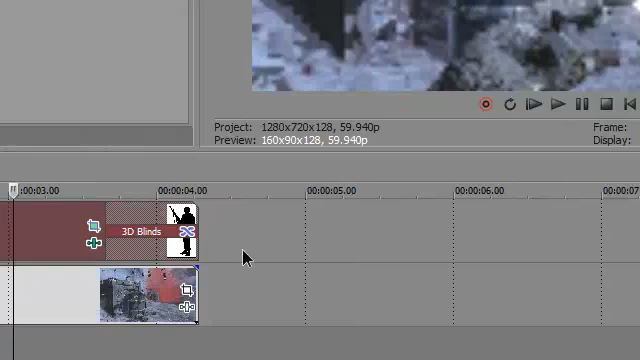 Project: 1280x720x128, 59.940p Frame:
Preview: 160x90x128, 59.940p Display:
:00:03.00 00:00:04.00 00:00:05.00 00:00:06.00 00:00:07
3D Blinds